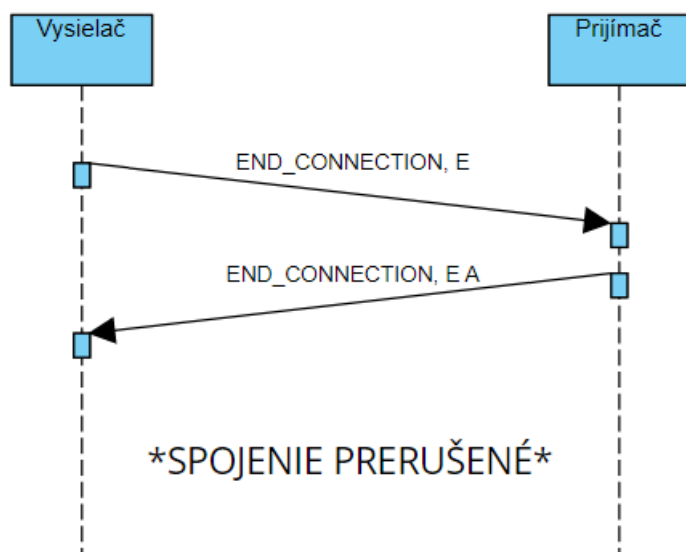 Vysielač
Prijímač
END_CONNECTION, E
END_CONNECTION, E A
*SPOJENIE PRERUŠENÉ*